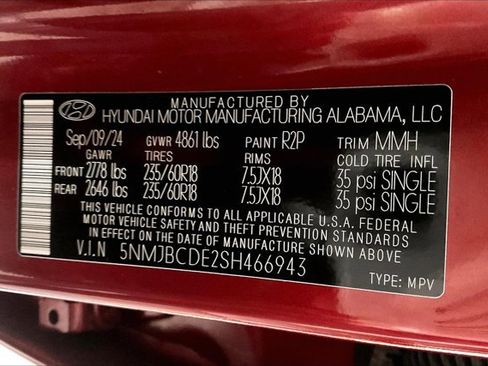 MANUFACTURED BY
HYUNDAI MOTOR MANUFACTURING ALABAMA, LLC
Sep/09/24 GVWR 4861 lbs PAINT R2P TRIM MMH
GAWR TIRES RIMS COLD TIRE INFL
FRONT 2778 lbs 235/60R18 7.5JX18 35 psi SINGLE
REAR 2646 lbs 235/60R18 7.5JX18 35 psi SINGLE
THIS VEHICLE CONFORMS TO ALL APPLICABLE U.S.A. FEDERAL
MOTOR VEHICLE SAFETY AND THEFT PREVENTION STANDARDS
IN EFFECT ON THE DATE OF MANUFACTURE SHOWN ABOVE
V.I.N 5NMJBCDE2SH466943
TYPE: MPV